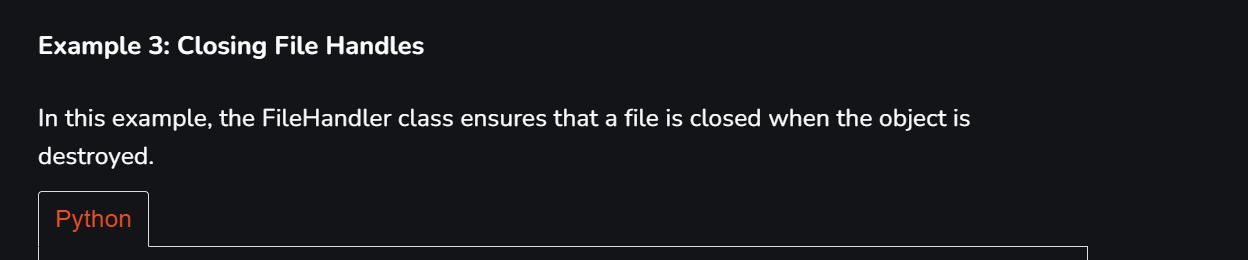 Example 3: Closing File Handles
In this example, the FileHandler class ensures that a file is closed when the object is
destroyed.
Python